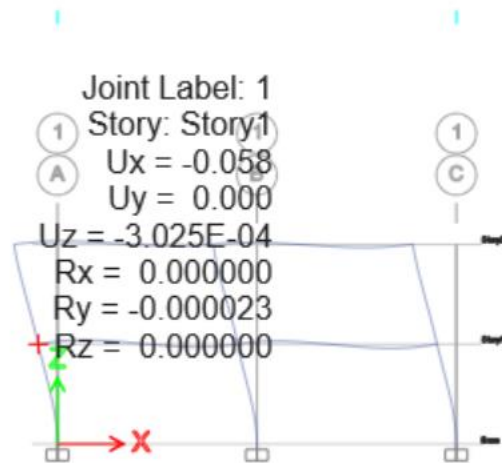 Joint Label: 1
1 Story: Story1 1
A Ux = -0.058 B C
Uy = 0.000
Uz = -3.025E-04
Rx = 0.000000
Ry = -0.000023
Rz = 0.000000
Z
X